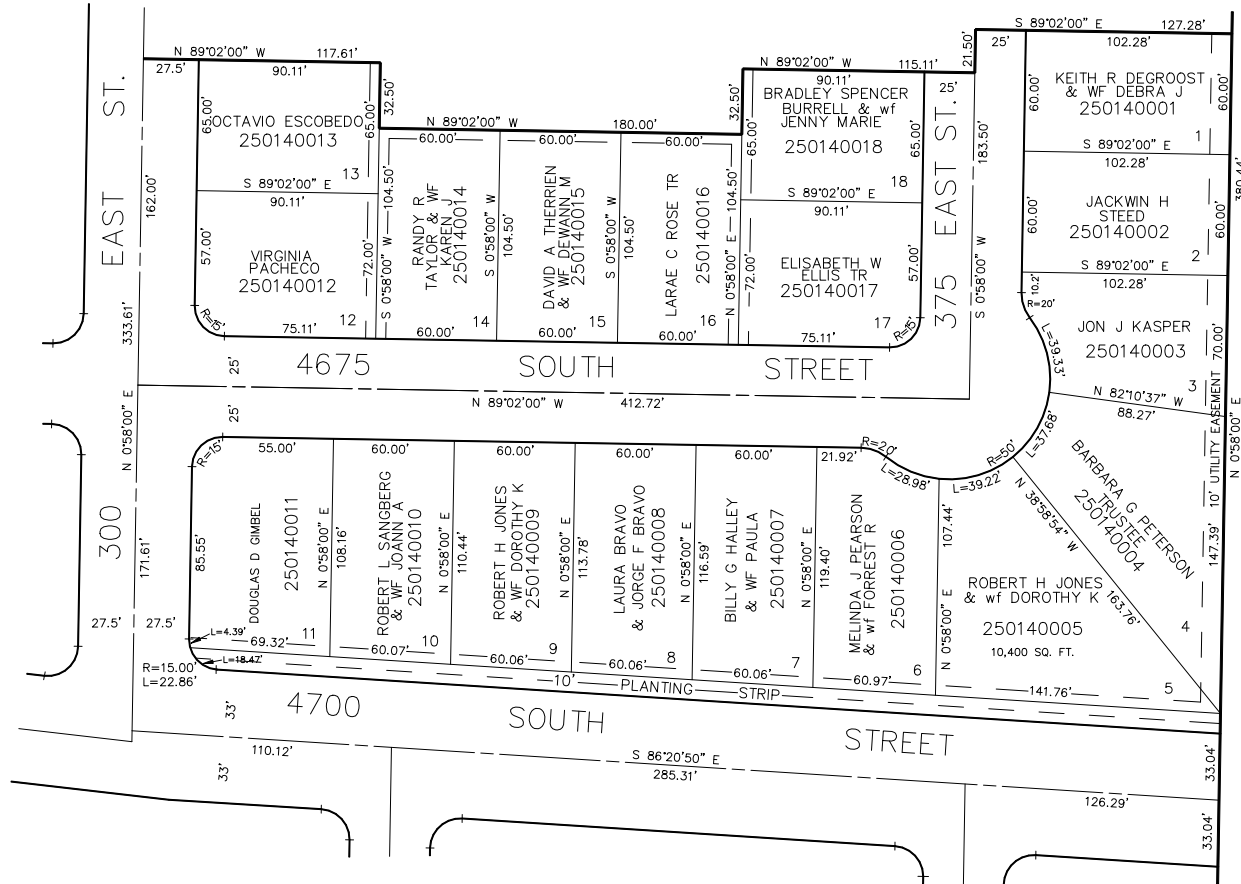 S 89°02'00" E 127.28'
N 89°02'00" W 117.61'
27.5'
90.11'
65.00'
65.00'
OCTAVIO ESCOBEDO
250140013
13
S 89°02'00" E
90.11'
57.00'
72.00'
VIRGINIA
PACHECO
250140012
12
R=15'
75.11'
32.50'
N 89°02'00" W 180.00'
60.00'
60.00'
60.00'
104.50'
S 0°58'00" W
RANDY R
TAYLOR & WF
KAREN J
250140014
14
60.00'
S 0°58'00" W
104.50'
DAVID A THERRIEN
& WF DEWANN M
250140015
15
60.00'
S 0°58'00" W
104.50'
LARAE C ROSE TR
250140016
16
60.00'
104.50'
N 0°58'00" E
32.50'
N 89°02'00" W 115.11'
90.11'
25'
65.00'
65.00'
BRADLEY SPENCER
BURRELL & wf
JENNY MARIE
250140018
18
S 89°02'00" E
90.11'
72.00'
57.00'
ELISABETH W
ELLIS TR
250140017
17
75.11'
R=15'
21.50'
25'
183.50'
S 0°58'00" W
375 EAST ST.
102.28'
KEITH R DEGROOST
& WF DEBRA J
250140001
60.00'
60.00'
1
S 89°02'00" E
102.28'
JACKWIN H
STEED
250140002
60.00'
60.00'
2
S 89°02'00" E
102.28'
10.2'
R=20'
JON J KASPER
250140003
L=39.33'
70.00'
3
N 82°10'37" W
88.27'
380.44'
N 0°58'00" E
10' UTILITY EASEMENT
300 EAST ST.
162.00'
333.61'
N 0°58'00" E
171.61'
4675 SOUTH STREET
25'
N 89°02'00" W 412.72'
25'
R=15'
55.00'
85.55'
DOUGLAS D GIMBEL
250140011
N 0°58'00" E
108.16'
11
69.32'
L=4.39'
L=18.47'
R=15.00'
L=22.86'
27.5'
27.5'
60.00'
ROBERT L SANGBERG
& WF JOANN A
250140010
N 0°58'00" E
110.44'
10
60.07'
60.00'
ROBERT H JONES
& WF DOROTHY K
250140009
N 0°58'00" E
113.78'
9
60.06'
60.00'
LAURA BRAVO
& JORGE F BRAVO
250140008
N 0°58'00" E
116.59'
8
60.06'
60.00'
BILLY G HALLEY
& WF PAULA
250140007
N 0°58'00" E
119.40'
7
60.06'
21.92'
R=20'
L=28.98'
MELINDA J PEARSON
& wf FORREST R
250140006
N 0°58'00" E
107.44'
6
60.97'
L=39.22'
R=50'
L=37.68'
N 38°58'54" W
163.76'
BARBARA G PETERSON
TRUSTEE
250140004
147.39'
4
ROBERT H JONES
& wf DOROTHY K
250140005
10,400 SQ. FT.
5
141.76'
10' PLANTING STRIP
4700 SOUTH STREET
33'
110.12'
33'
S 86°20'50" E
285.31'
126.29'
33.04'
33.04'